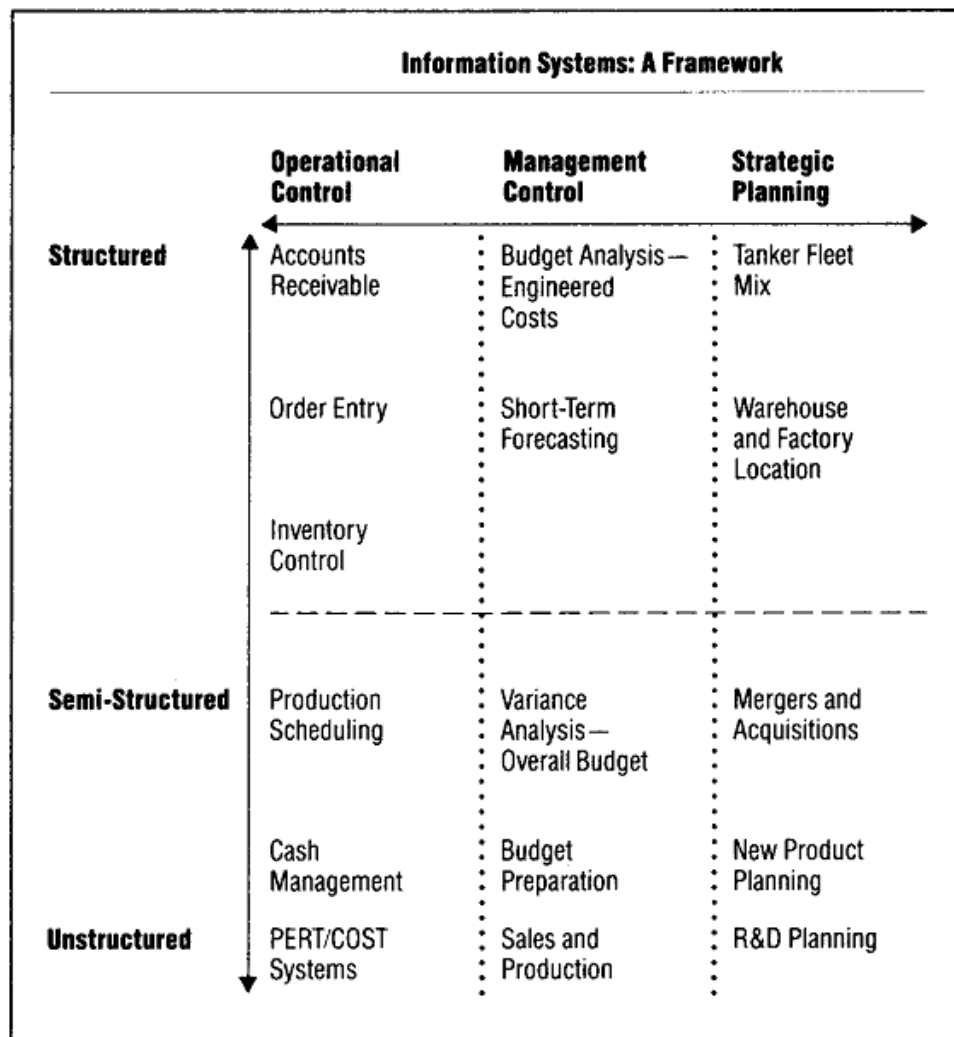 Information Systems: A Framework
Operational Control
Management Control
Strategic Planning
Structured
Accounts Receivable
Budget Analysis—Engineered Costs
Tanker Fleet Mix
Order Entry
Short-Term Forecasting
Warehouse and Factory Location
Inventory Control
Semi-Structured
Production Scheduling
Variance Analysis—Overall Budget
Mergers and Acquisitions
Cash Management
Budget Preparation
New Product Planning
Unstructured
PERT/COST Systems
Sales and Production
R&D Planning